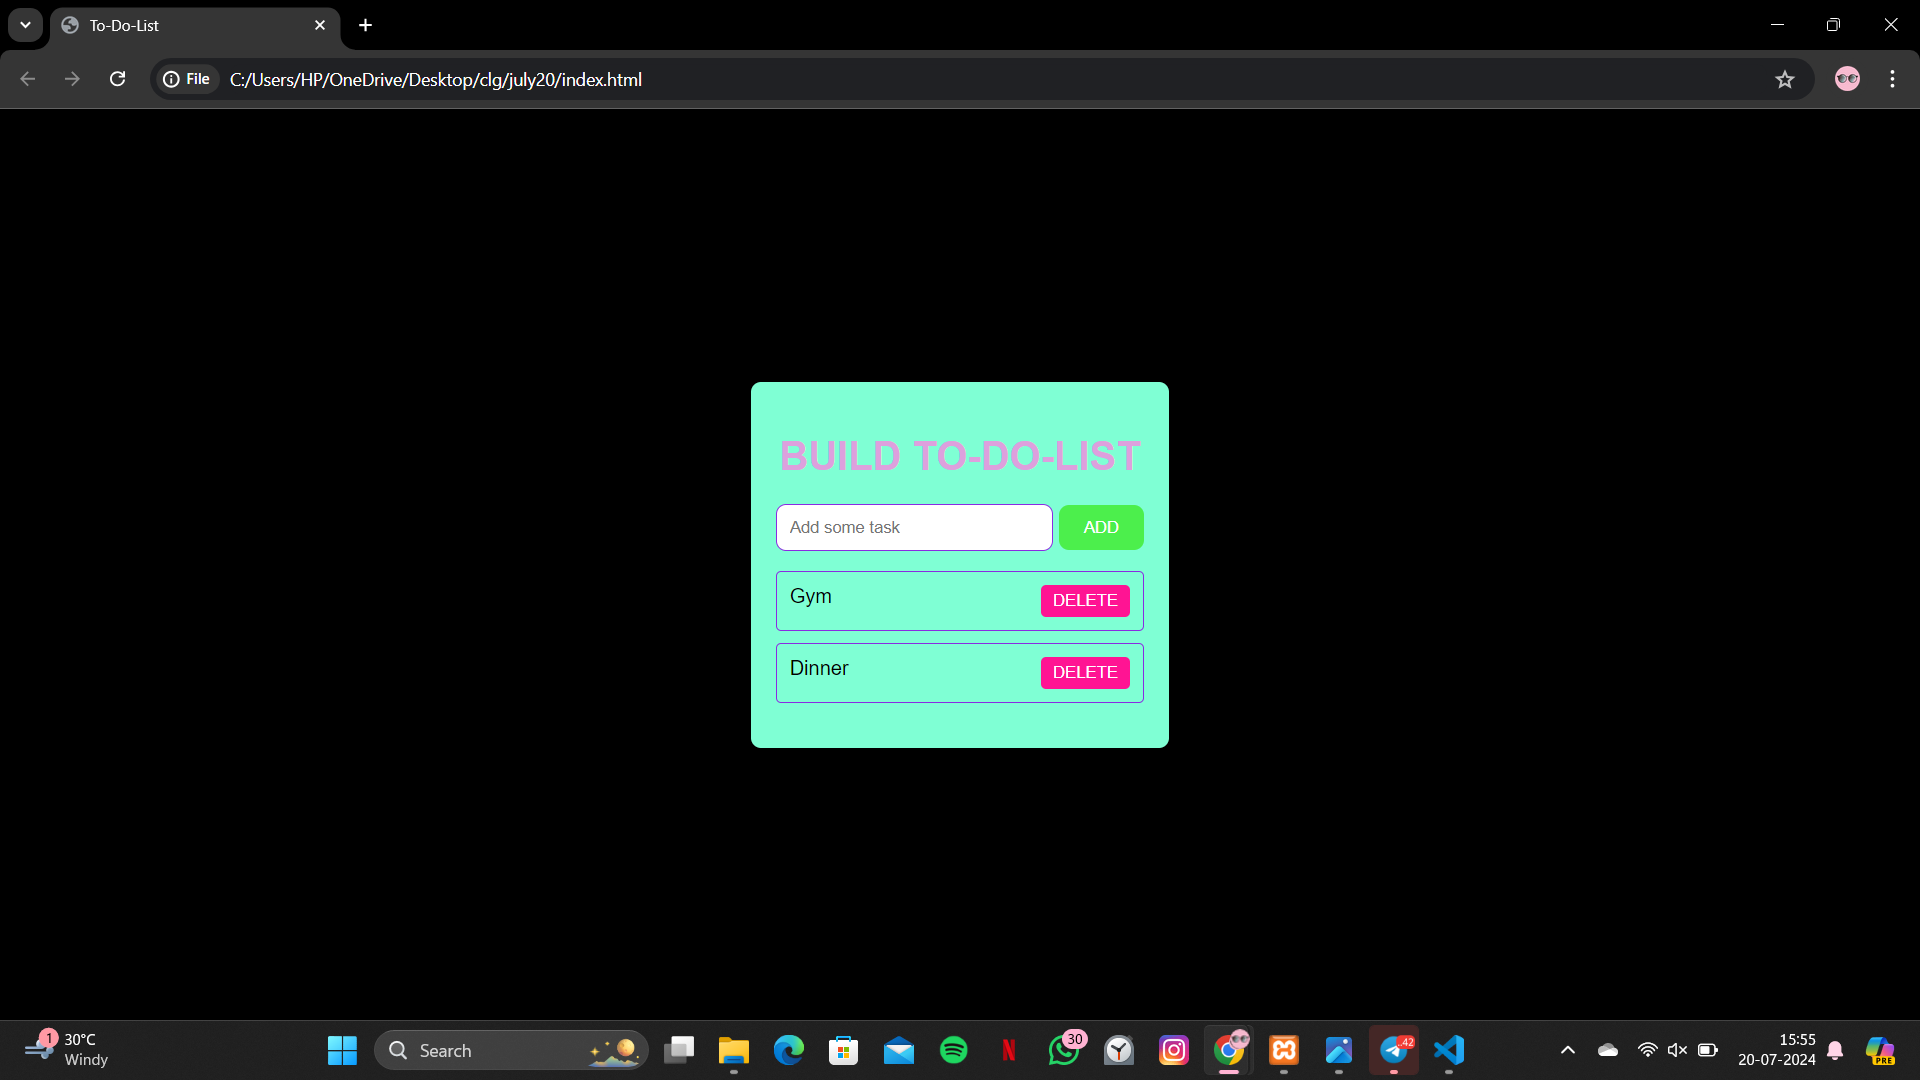 To-Do-List
File
C:/Users/HP/OneDrive/Desktop/clg/july20/index.html
BUILD TO-DO-LIST
Add some task
ADD
Gym
DELETE
Dinner
DELETE
1
30°C
Windy
Search
N
30
.42
15:55
20-07-2024
PRE